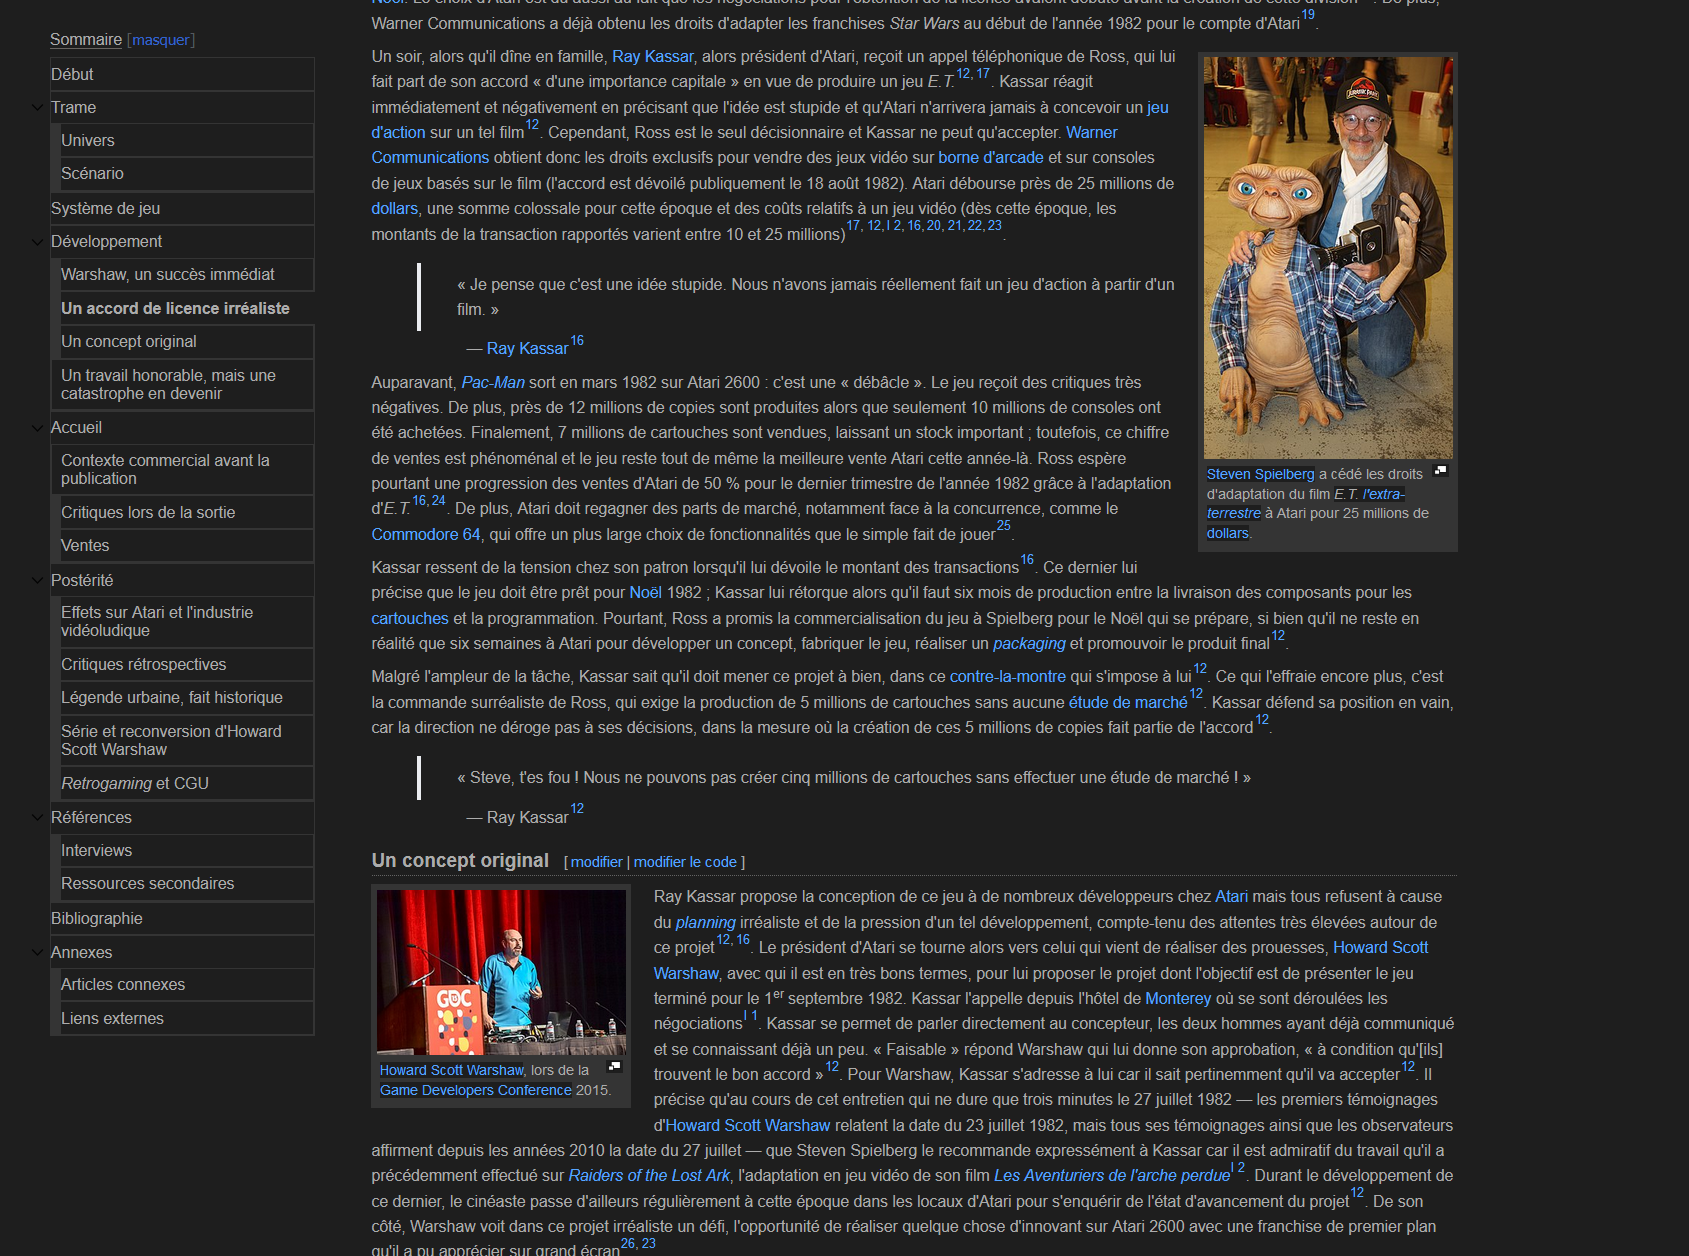 Sommaire [masquer]
Début
Trame
Univers
Scénario
Système de jeu
Développement
Warshaw, un succès immédiat
Un accord de licence irréaliste
Un concept original
Un travail honorable, mais une
catastrophe en devenir
Accueil
Contexte commercial avant la
publication
Critiques lors de la sortie
Ventes
Postérité
Effets sur Atari et l'industrie
vidéoludique
Critiques rétrospectives
Légende urbaine, fait historique
Série et reconversion d'Howard
Scott Warshaw
Retrogaming et CGU
Références
Interviews
Ressources secondaires
Bibliographie
Annexes
Articles connexes
Liens externes
Warner Communications a déjà obtenu les droits d'adapter les franchises Star Wars au début de l'année 1982 pour le compte d'Atari19.
Un soir, alors qu'il dîne en famille, Ray Kassar, alors président d'Atari, reçoit un appel téléphonique de Ross, qui lui
fait part de son accord « d'une importance capitale » en vue de produire un jeu E.T.12, 17. Kassar réagit
immédiatement et négativement en précisant que l'idée est stupide et qu'Atari n'arrivera jamais à concevoir un jeu
d'action sur un tel film12. Cependant, Ross est le seul décisionnaire et Kassar ne peut qu'accepter. Warner
Communications obtient donc les droits exclusifs pour vendre des jeux vidéo sur borne d'arcade et sur consoles
de jeux basés sur le film (l'accord est dévoilé publiquement le 18 août 1982). Atari débourse près de 25 millions de
dollars, une somme colossale pour cette époque et des coûts relatifs à un jeu vidéo (dès cette époque, les
montants de la transaction rapportés varient entre 10 et 25 millions)17, 12, I 2, 16, 20, 21, 22, 23.
« Je pense que c'est une idée stupide. Nous n'avons jamais réellement fait un jeu d'action à partir d'un
film. »
— Ray Kassar16
Auparavant, Pac-Man sort en mars 1982 sur Atari 2600 : c'est une « débâcle ». Le jeu reçoit des critiques très
négatives. De plus, près de 12 millions de copies sont produites alors que seulement 10 millions de consoles ont
été achetées. Finalement, 7 millions de cartouches sont vendues, laissant un stock important ; toutefois, ce chiffre
de ventes est phénoménal et le jeu reste tout de même la meilleure vente Atari cette année-là. Ross espère
pourtant une progression des ventes d'Atari de 50 % pour le dernier trimestre de l'année 1982 grâce à l'adaptation
d'E.T.16, 24. De plus, Atari doit regagner des parts de marché, notamment face à la concurrence, comme le
Commodore 64, qui offre un plus large choix de fonctionnalités que le simple fait de jouer25.
JURASSIC PARK
Steven Spielberg a cédé les droits
d'adaptation du film E.T. l'extra-
terrestre à Atari pour 25 millions de
dollars.
Kassar ressent de la tension chez son patron lorsqu'il lui dévoile le montant des transactions16. Ce dernier lui
précise que le jeu doit être prêt pour Noël 1982 ; Kassar lui rétorque alors qu'il faut six mois de production entre la livraison des composants pour les
cartouches et la programmation. Pourtant, Ross a promis la commercialisation du jeu à Spielberg pour le Noël qui se prépare, si bien qu'il ne reste en
réalité que six semaines à Atari pour développer un concept, fabriquer le jeu, réaliser un packaging et promouvoir le produit final12.
Malgré l'ampleur de la tâche, Kassar sait qu'il doit mener ce projet à bien, dans ce contre-la-montre qui s'impose à lui12. Ce qui l'effraie encore plus, c'est
la commande surréaliste de Ross, qui exige la production de 5 millions de cartouches sans aucune étude de marché12. Kassar défend sa position en vain,
car la direction ne déroge pas à ses décisions, dans la mesure où la création de ces 5 millions de copies fait partie de l'accord12.
« Steve, t'es fou ! Nous ne pouvons pas créer cinq millions de cartouches sans effectuer une étude de marché ! »
— Ray Kassar12
Un concept original [ modifier | modifier le code ]
GDC
15
Howard Scott Warshaw, lors de la
Game Developers Conference 2015.
Ray Kassar propose la conception de ce jeu à de nombreux développeurs chez Atari mais tous refusent à cause
du planning irréaliste et de la pression d'un tel développement, compte-tenu des attentes très élevées autour de
ce projet12, 16. Le président d'Atari se tourne alors vers celui qui vient de réaliser des prouesses, Howard Scott
Warshaw, avec qui il est en très bons termes, pour lui proposer le projet dont l'objectif est de présenter le jeu
terminé pour le 1er septembre 1982. Kassar l'appelle depuis l'hôtel de Monterey où se sont déroulées les
négociationsI 1. Kassar se permet de parler directement au concepteur, les deux hommes ayant déjà communiqué
et se connaissant déjà un peu. « Faisable » répond Warshaw qui lui donne son approbation, « à condition qu'[ils]
trouvent le bon accord »12. Pour Warshaw, Kassar s'adresse à lui car il sait pertinemment qu'il va accepter12. Il
précise qu'au cours de cet entretien qui ne dure que trois minutes le 27 juillet 1982 — les premiers témoignages
d'Howard Scott Warshaw relatent la date du 23 juillet 1982, mais tous ses témoignages ainsi que les observateurs
affirment depuis les années 2010 la date du 27 juillet — que Steven Spielberg le recommande expressément à Kassar car il est admiratif du travail qu'il a
précédemment effectué sur Raiders of the Lost Ark, l'adaptation en jeu vidéo de son film Les Aventuriers de l'arche perdueI 2. Durant le développement de
ce dernier, le cinéaste passe d'ailleurs régulièrement à cette époque dans les locaux d'Atari pour s'enquérir de l'état d'avancement du projet12. De son
côté, Warshaw voit dans ce projet irréaliste un défi, l'opportunité de réaliser quelque chose d'innovant sur Atari 2600 avec une franchise de premier plan
qu'il a pu apprécier sur grand écran26, 23